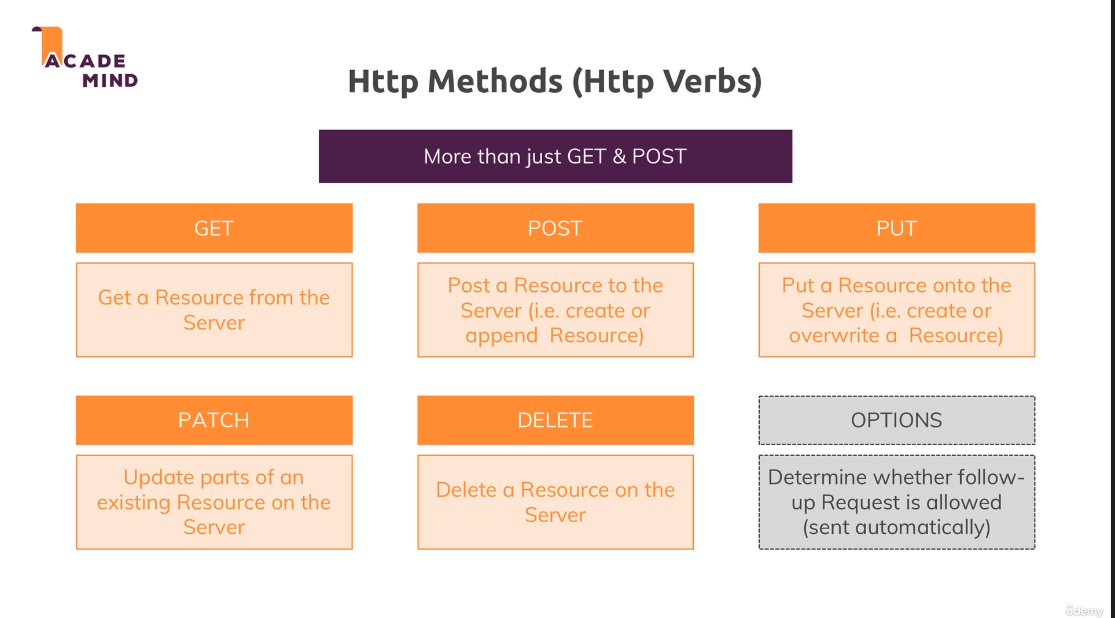 ACADE
MIND
Http Methods (Http Verbs)
More than just GET & POST
GET
POST
PUT
Get a Resource from the
Server
Post a Resource to the
Server (i.e. create or
append  Resource)
Put a Resource onto the
Server (i.e. create or
overwrite a  Resource)
PATCH
DELETE
OPTIONS
Update parts of an
existing Resource on the
Server
Delete a Resource on the
Server
Determine whether follow-
up Request is allowed
(sent automatically)
ûdemy